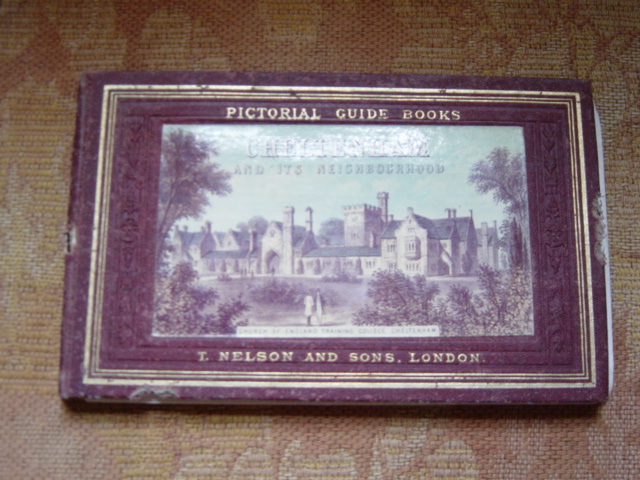 PICTORIAL GUIDE BOOKS
CHELTENHAM
AND ITS NEIGHBOURHOOD
CHURCH OF ENGLAND TRAINING COLLEGE, CHELTENHAM
T. NELSON AND SONS, LONDON.